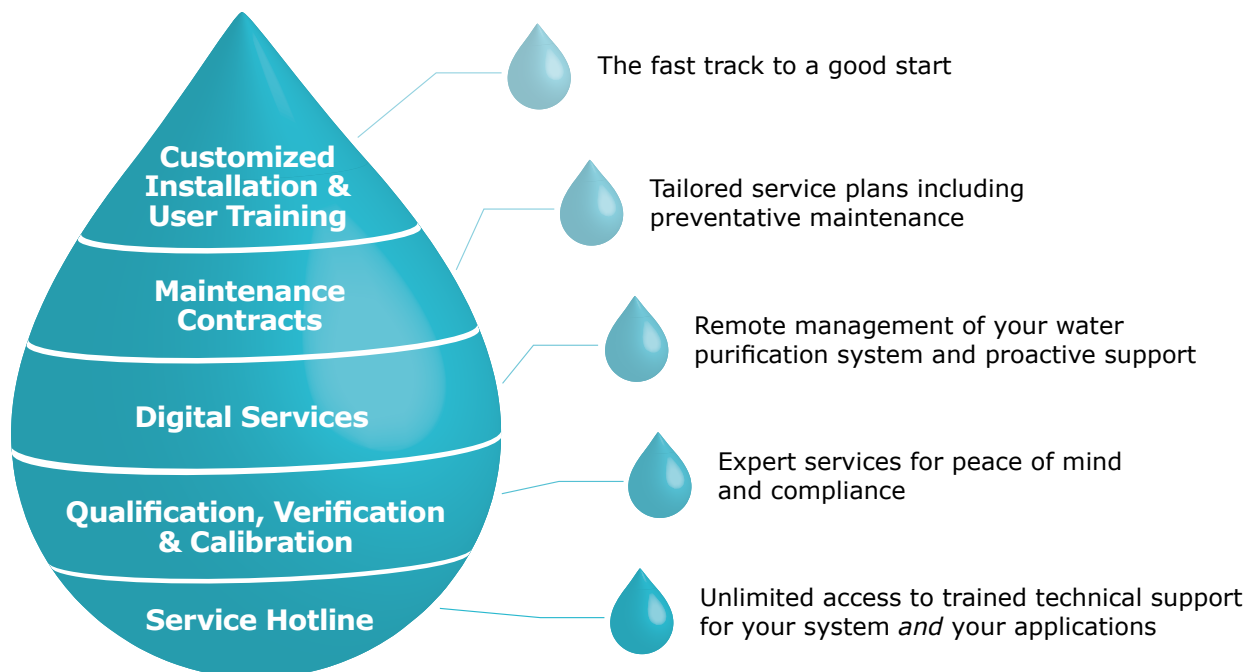 Customized
Installation &
User Training
The fast track to a good start
Maintenance
Contracts
Tailored service plans including
preventative maintenance
Digital Services
Remote management of your water
purification system and proactive support
Qualification, Verification
& Calibration
Expert services for peace of mind
and compliance
Service Hotline
Unlimited access to trained technical support
for your system and your applications